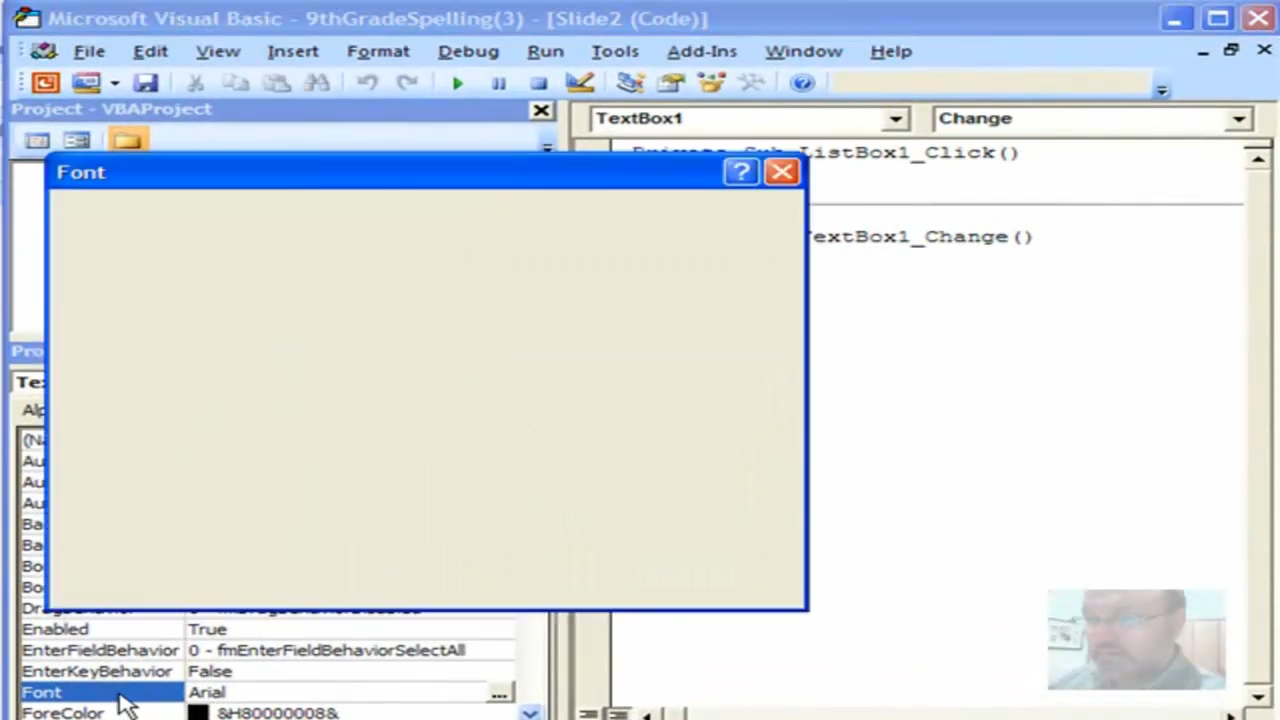 Microsoft Visual Basic - 9thGradeSpelling(3) - [Slide2 (Code)]
File Edit View Insert Format Debug Run Tools Add-Ins Window Help
Project - VBAProject
TextBox1 Change
ListBox1_Click()
Font
TextBox1_Change()
Enabled True
EnterFieldBehavior 0 - fmEnterFieldBehaviorSelectAll
EnterKeyBehavior False
Font Arial ...
ForeColor &H80000008&